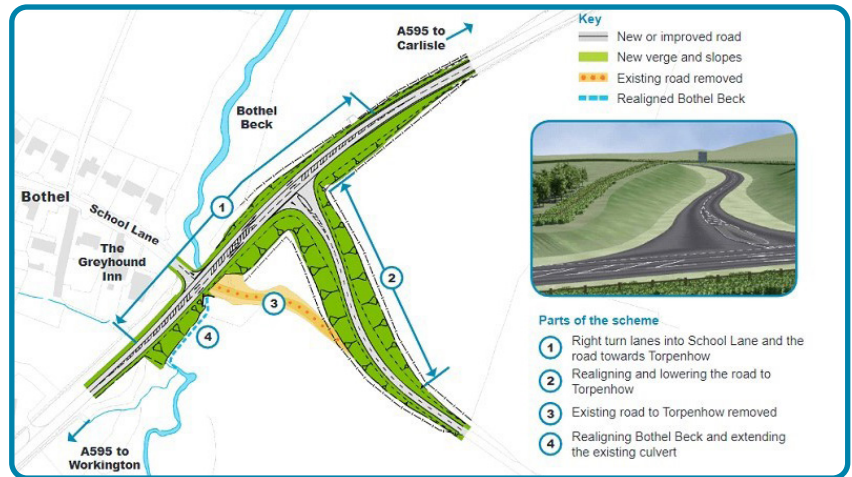 A595 to
Carlisle
Bothel
Beck
Bothel
School Lane
The
Greyhound
Inn
A595 to
Workington
1
2
3
4
Key
New or improved road
New verge and slopes
Existing road removed
Realigned Bothel Beck
Parts of the scheme
1 Right turn lanes into School Lane and the
road towards Torpenhow
2 Realigning and lowering the road to
Torpenhow
3 Existing road to Torpenhow removed
4 Realigning Bothel Beck and extending
the existing culvert